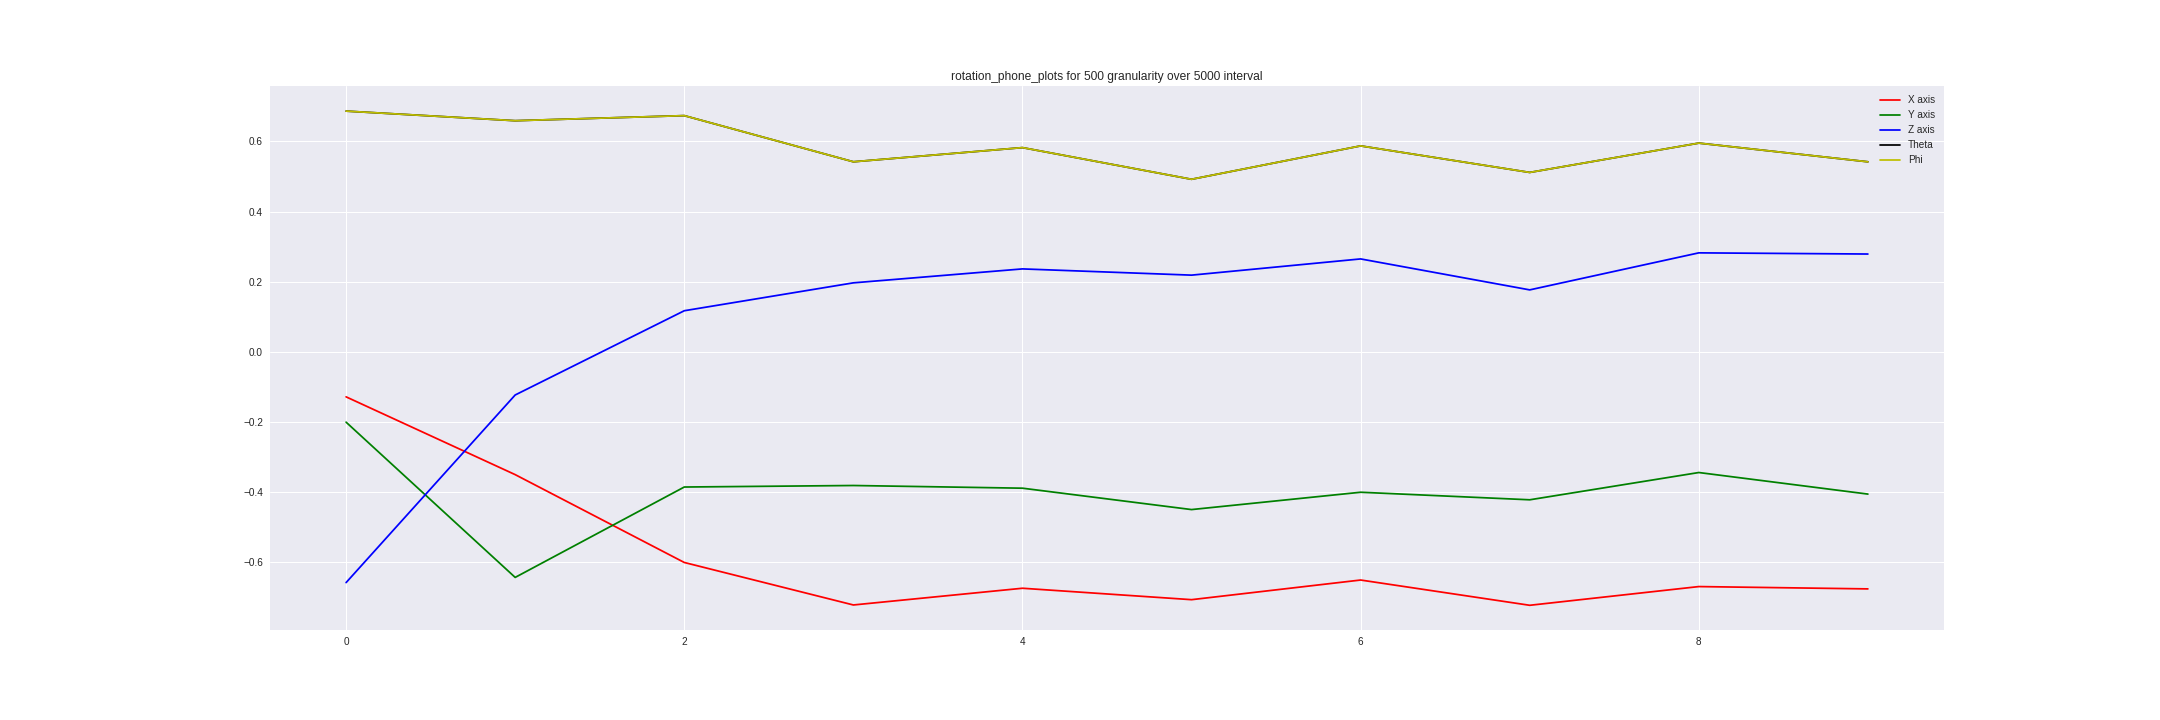 rotation_phone_plots for 500 granularity over 5000 interval
X axis
Y axis
Z axis
Theta
Phi
0.6
0.4
0.2
0.0
−0.2
−0.4
−0.6
0 2 4 6 8